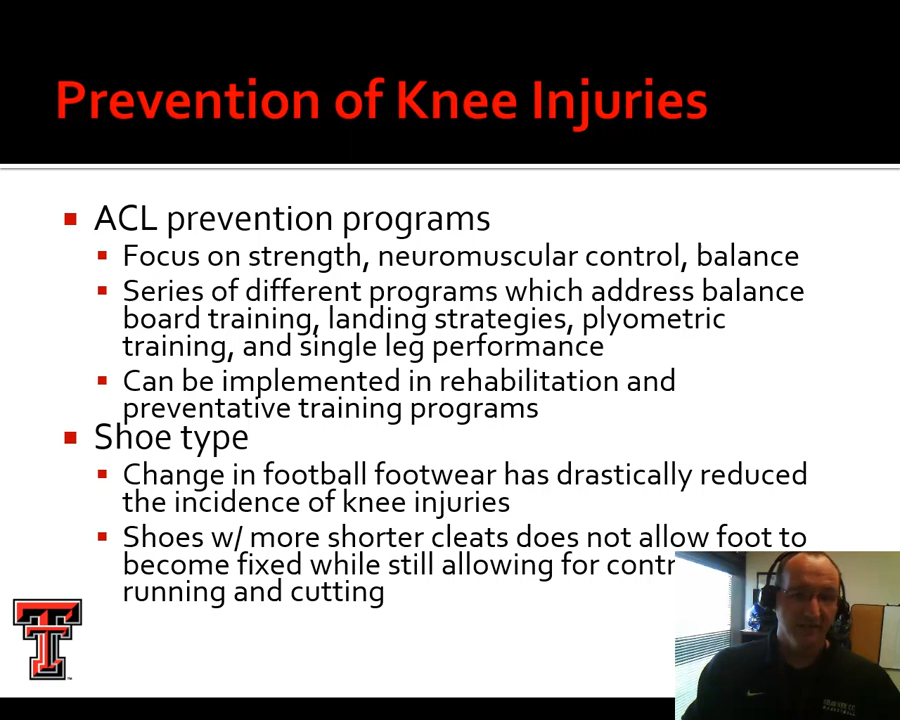 Prevention of Knee Injuries
ACL prevention programs
Focus on strength, neuromuscular control, balance
Series of different programs which address balance
board training, landing strategies, plyometric
training, and single leg performance
Can be implemented in rehabilitation and
preventative training programs
Shoe type
Change in football footwear has drastically reduced
the incidence of knee injuries
Shoes w/ more shorter cleats does not allow foot to
become fixed while still allowing for contr
running and cutting